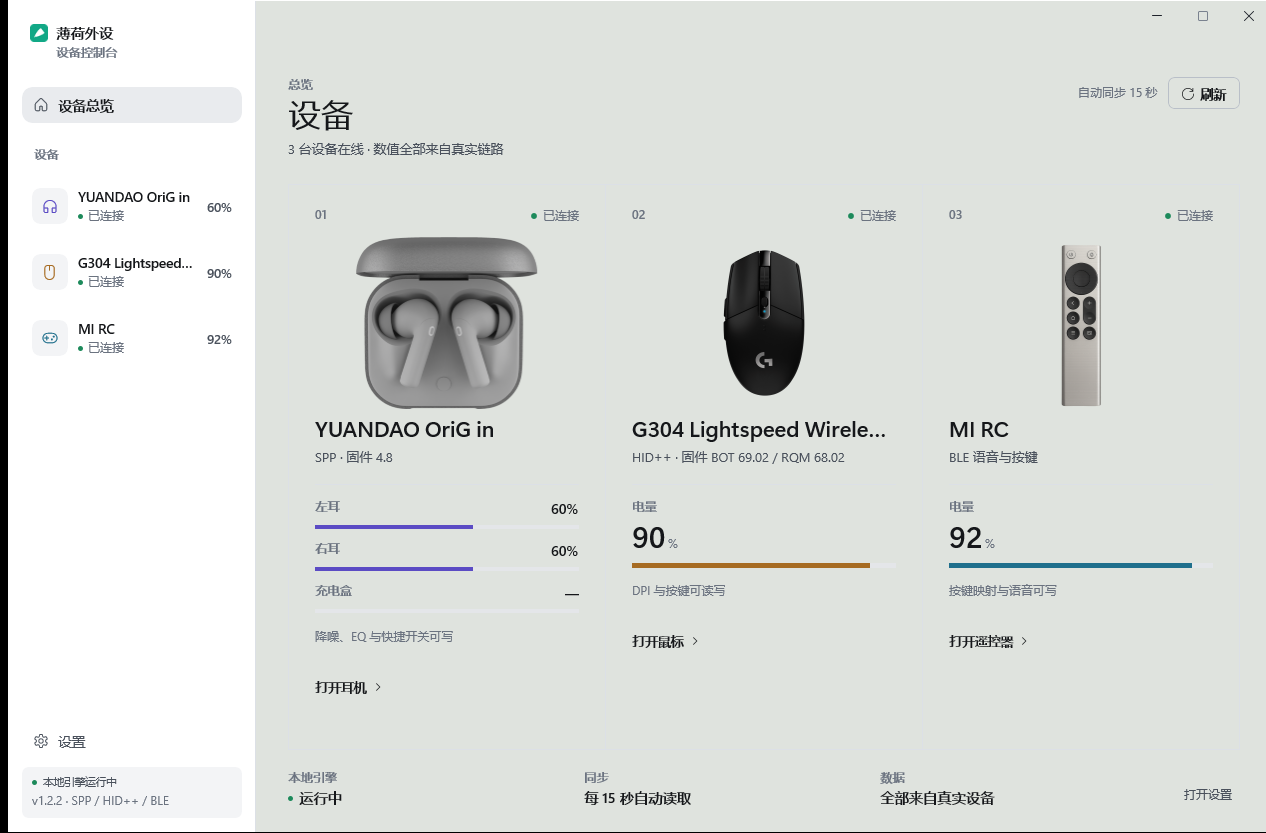 薄荷外设
设备控制台
设备总览
设备
YUANDAO OriG in
已连接
60%
G304 Lightspeed...
已连接
90%
MI RC
已连接
92%
设置
本地引擎运行中
v1.2.2 · SPP / HID++ / BLE
总览
设备
3 台设备在线 · 数值全部来自真实链路
自动同步 15 秒
刷新
01
已连接
YUANDAO OriG in
SPP · 固件 4.8
左耳
60%
右耳
60%
充电盒
—
降噪、EQ 与快捷开关可写
打开耳机
02
已连接
G304 Lightspeed Wirele...
HID++ · 固件 BOT 69.02 / RQM 68.02
电量
90%
DPI 与按键可读写
打开鼠标
03
已连接
MI RC
BLE 语音与按键
电量
92%
按键映射与语音可写
打开遥控器
本地引擎
运行中
同步
每 15 秒自动读取
数据
全部来自真实设备
打开设置